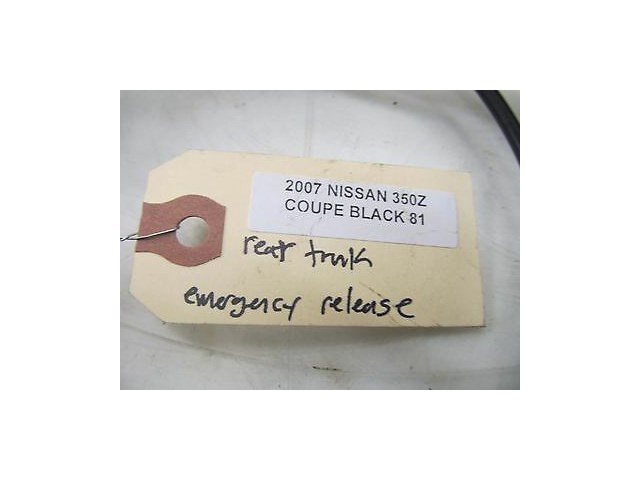 2007 NISSAN 350Z
COUPE BLACK 81
rear trunk
emergency release